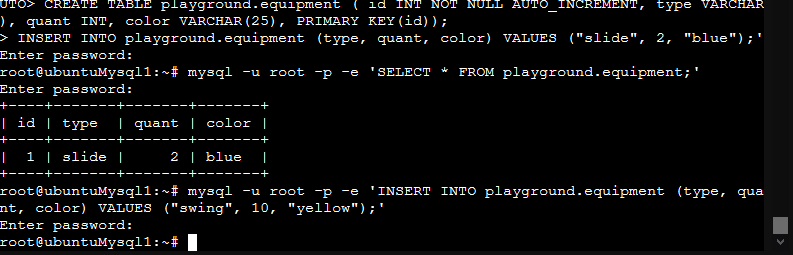 UTO> CREATE TABLE playground.equipment ( id INT NOT NULL AUTO_INCREMENT, type VARCHAR
), quant INT, color VARCHAR(25), PRIMARY KEY(id));
> INSERT INTO playground.equipment (type, quant, color) VALUES ("slide", 2, "blue");'
Enter password:
root@ubuntuMysql1:~# mysql -u root -p -e 'SELECT * FROM playground.equipment;'
Enter password:
+----+-------+-------+-------+
| id | type  | quant | color |
+----+-------+-------+-------+
|  1 | slide |     2 | blue  |
+----+-------+-------+-------+
root@ubuntuMysql1:~# mysql -u root -p -e 'INSERT INTO playground.equipment (type, qua
nt, color) VALUES ("swing", 10, "yellow");'
Enter password:
root@ubuntuMysql1:~#